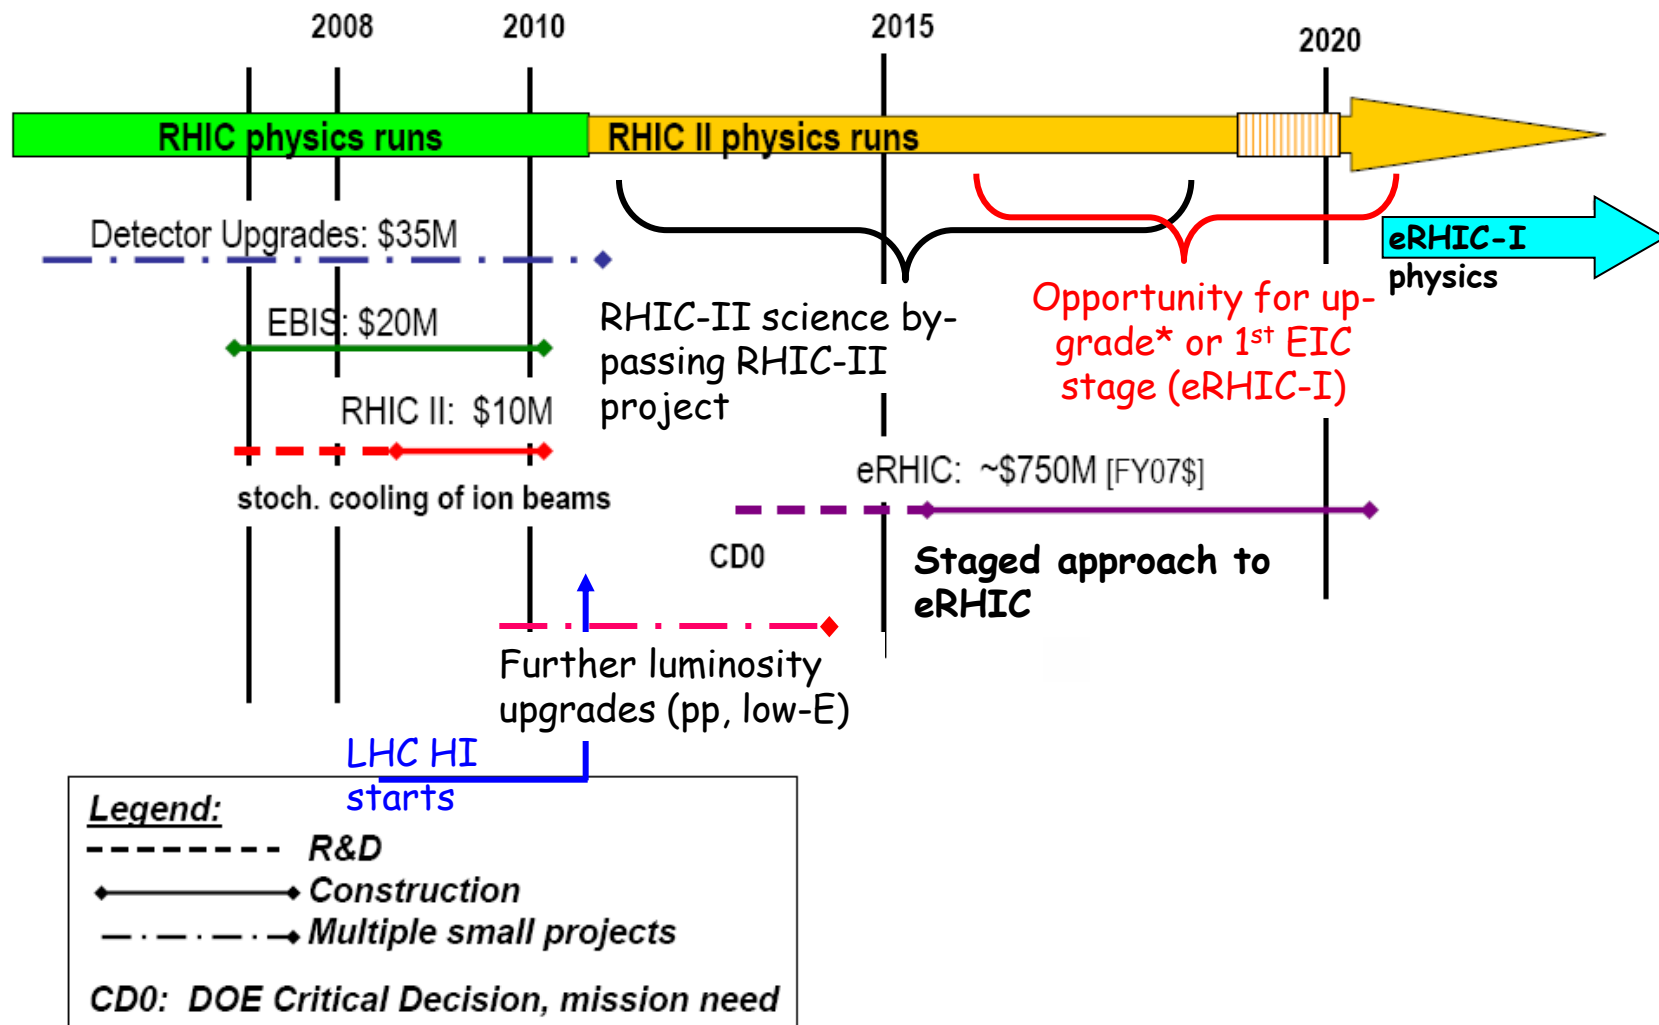 2008 2010 2015 2020
RHIC physics runs RHIC II physics runs
Detector Upgrades: $35M
eRHIC-I
physics
EBIS: $20M
RHIC-II science by-
passing RHIC-II
project
Opportunity for up-
grade* or 1st EIC
stage (eRHIC-I)
RHIC II: $10M
stoch. cooling of ion beams
eRHIC: ~$750M [FY07$]
CD0
Staged approach to
eRHIC
Further luminosity
upgrades (pp, low-E)
LHC HI
starts
Legend:
R&D
Construction
Multiple small projects
CD0: DOE Critical Decision, mission need